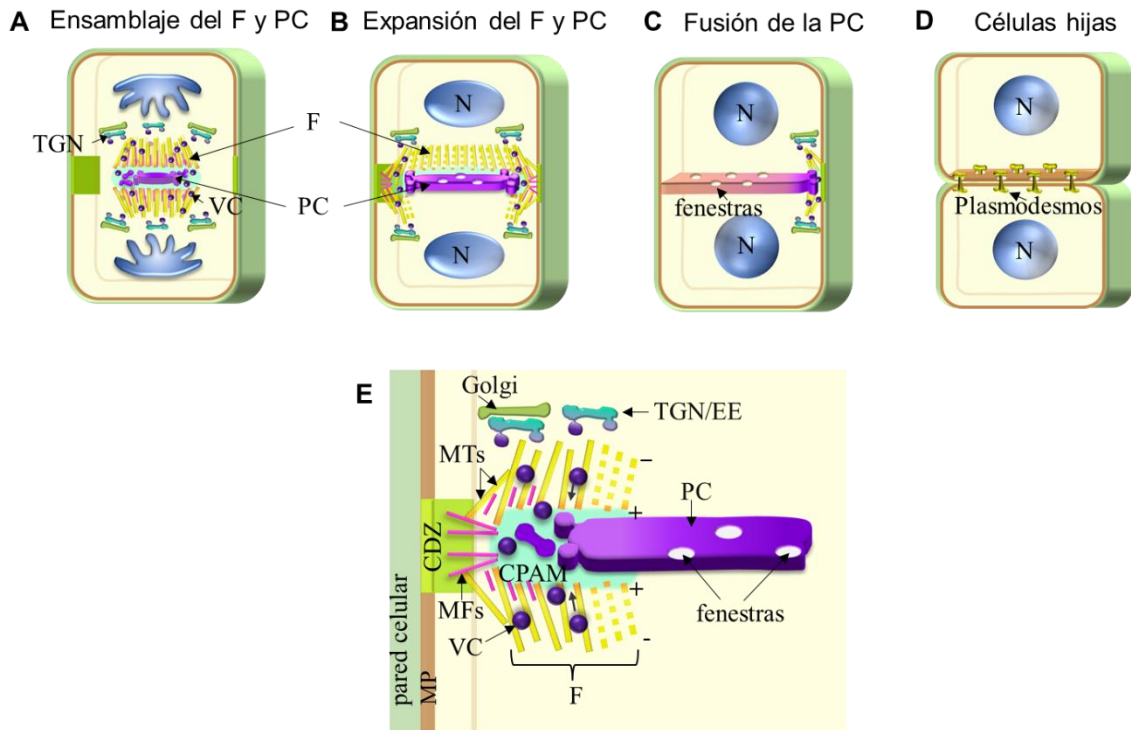 A Ensamblaje del F y PC
B Expansión del F y PC
C Fusión de la PC
D Células hijas
TGN
F
VC
PC
N
N
N
fenestras
N
N
Plasmodesmos
N
E
Golgi
TGN/EE
MTs
PC
CDZ
CPAM
MFs
VC
fenestras
F
pared celular
MP
-
+
+
-